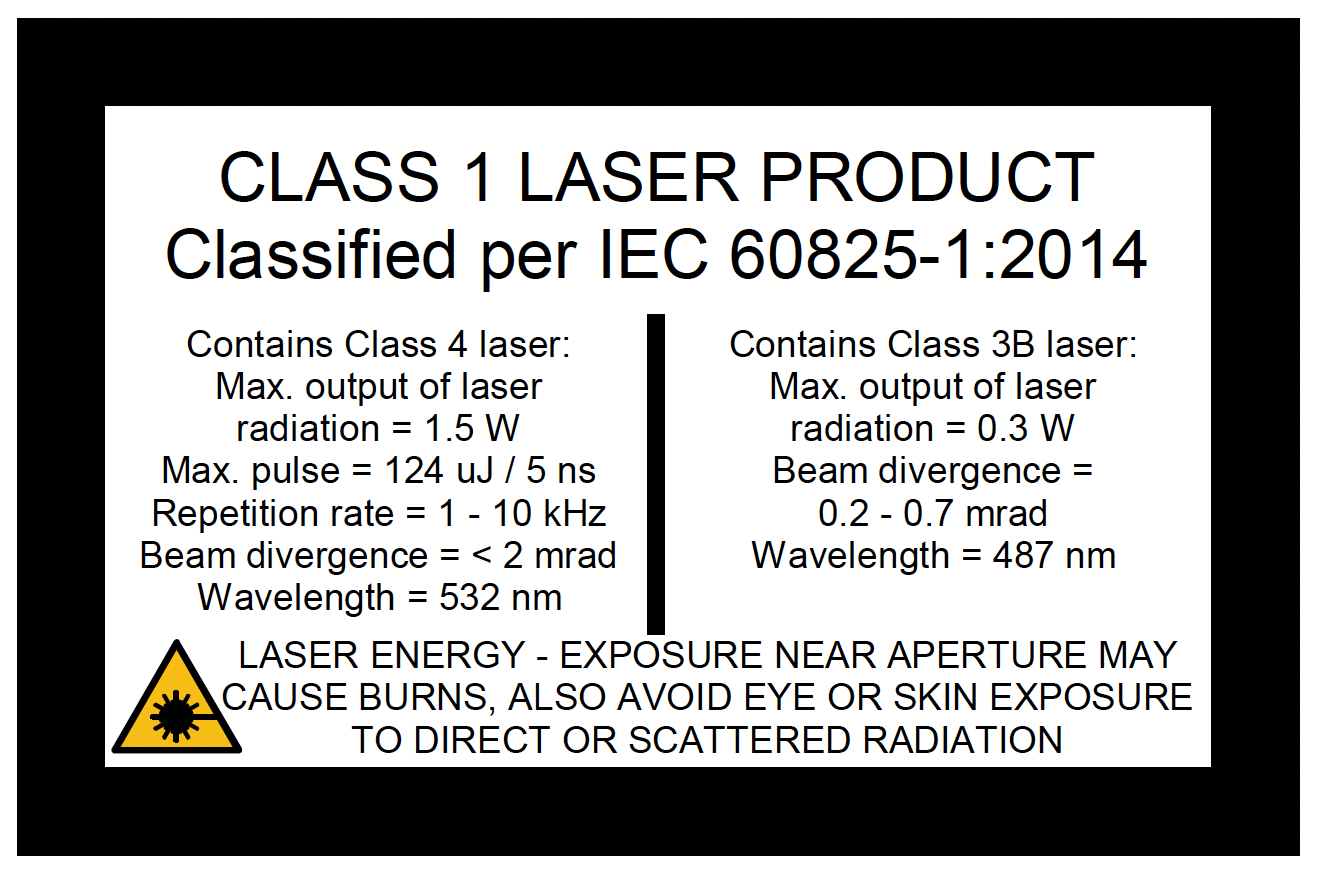 CLASS 1 LASER PRODUCT
Classified per IEC 60825-1:2014
Contains Class 4 laser:
Max. output of laser
radiation = 1.5 W
Max. pulse = 124 uJ / 5 ns
Repetition rate = 1 - 10 kHz
Beam divergence = < 2 mrad
Wavelength = 532 nm
Contains Class 3B laser:
Max. output of laser
radiation = 0.3 W
Beam divergence =
0.2 - 0.7 mrad
Wavelength = 487 nm
LASER ENERGY - EXPOSURE NEAR APERTURE MAY
CAUSE BURNS, ALSO AVOID EYE OR SKIN EXPOSURE
TO DIRECT OR SCATTERED RADIATION